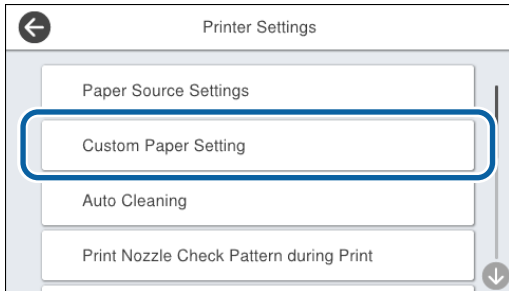 Printer Settings
Paper Source Settings
Custom Paper Setting
Auto Cleaning
Print Nozzle Check Pattern during Print